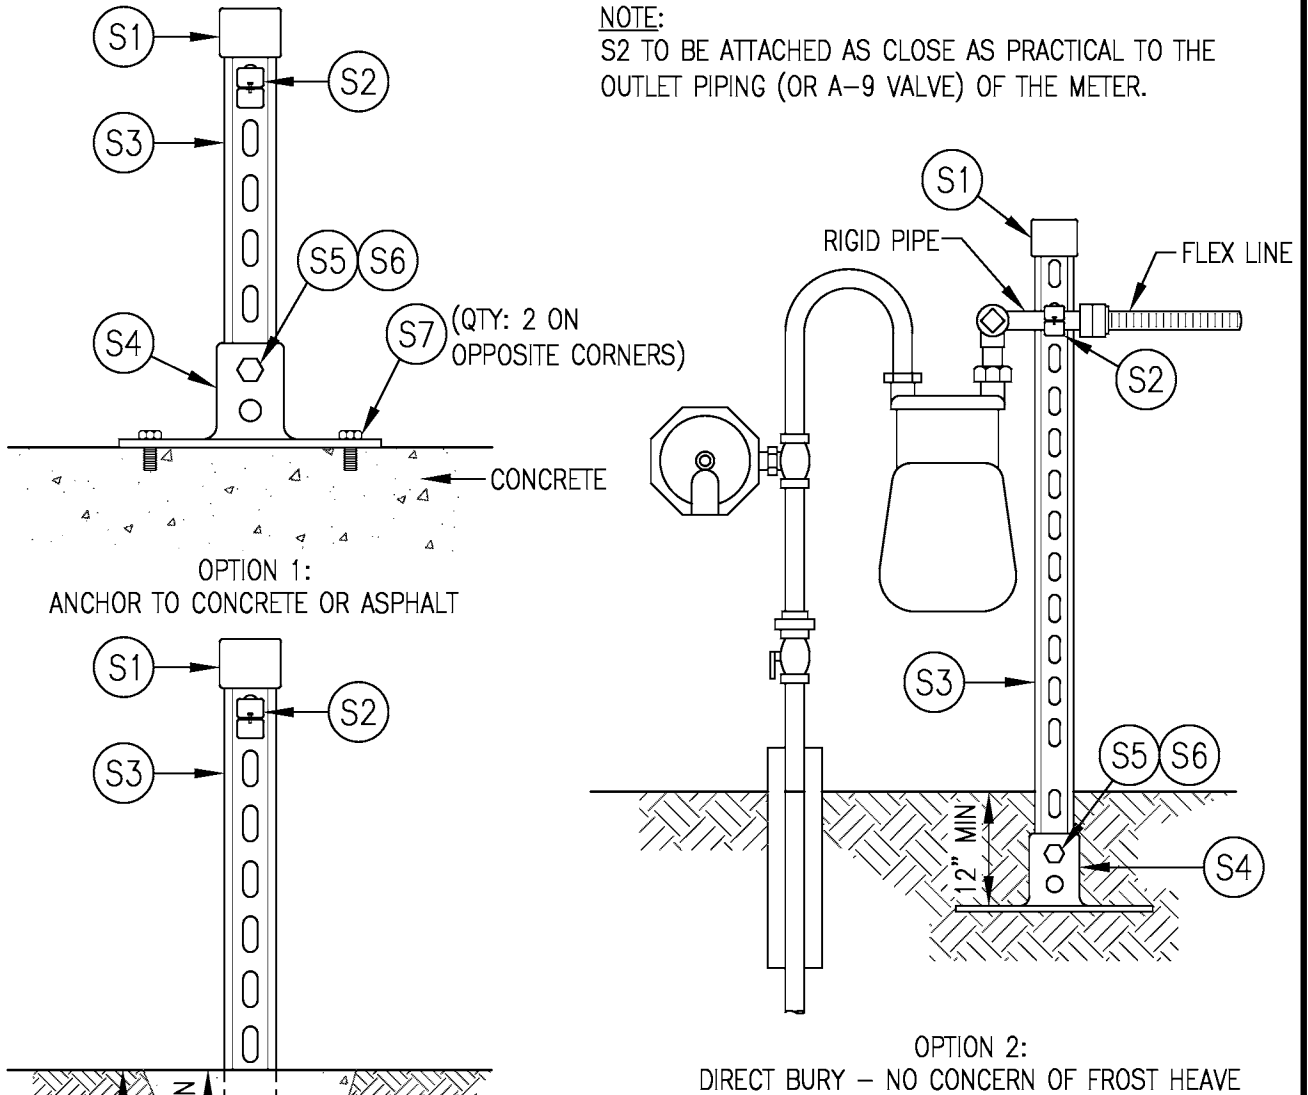 NOTE:
S2 TO BE ATTACHED AS CLOSE AS PRACTICAL TO THE
OUTLET PIPING (OR A-9 VALVE) OF THE METER.
S1
S2
S3
S5 S6
S4
S7 (QTY: 2 ON
OPPOSITE CORNERS)
CONCRETE
OPTION 1:
ANCHOR TO CONCRETE OR ASPHALT
S1
S2
S3
S1
RIGID PIPE
FLEX LINE
S2
S3
S5 S6
12" MIN
S4
OPTION 2:
DIRECT BURY – NO CONCERN OF FROST HEAVE